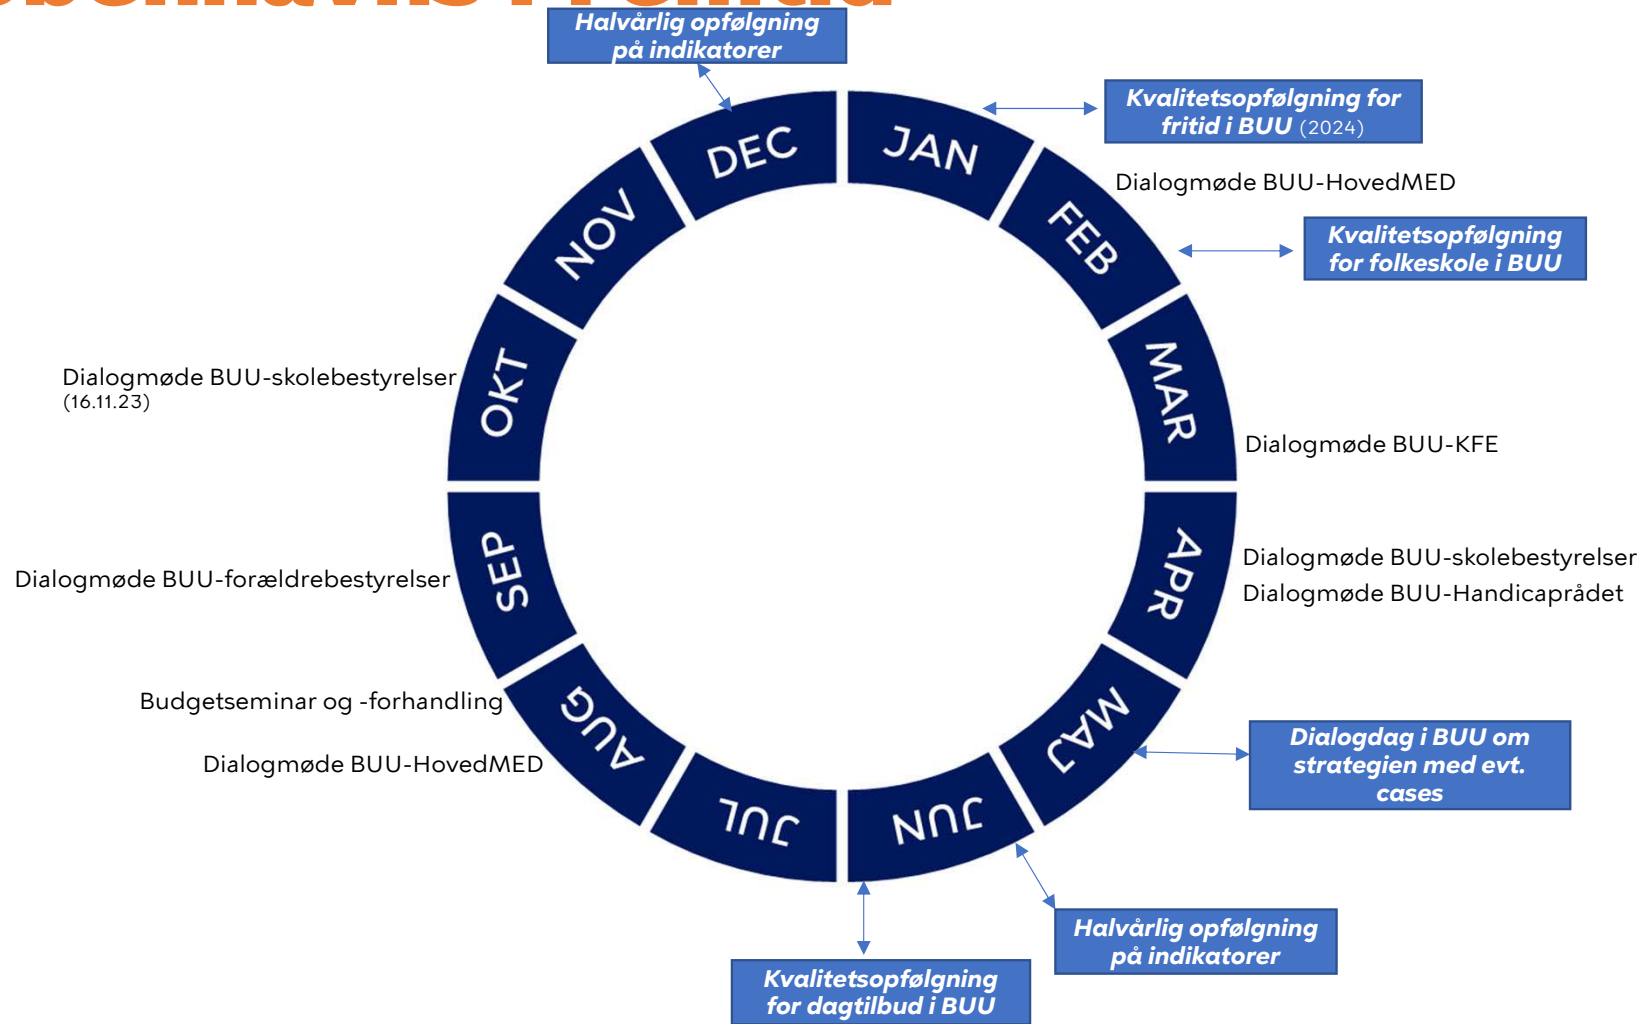 Halvårlig opfølgning
på indikatorer
Kvalitetsopfølgning for
fritid i BUU (2024)
DEC
JAN
Dialogmøde BUU-HovedMED
NOV
FEB
Kvalitetsopfølgning
for folkeskole i BUU
OKT
MAR
Dialogmøde BUU-skolebestyrelser
(16.11.23)
Dialogmøde BUU-KFE
SEP
APR
Dialogmøde BUU-forældrebestyrelser
Dialogmøde BUU-skolebestyrelser
Dialogmøde BUU-Handicaprådet
Budgetseminar og -forhandling
AUG
MAJ
Dialogmøde BUU-HovedMED
Dialogdag i BUU om
strategien med evt.
cases
JUL
JUN
Halvårlig opfølgning
på indikatorer
Kvalitetsopfølgning
for dagtilbud i BUU